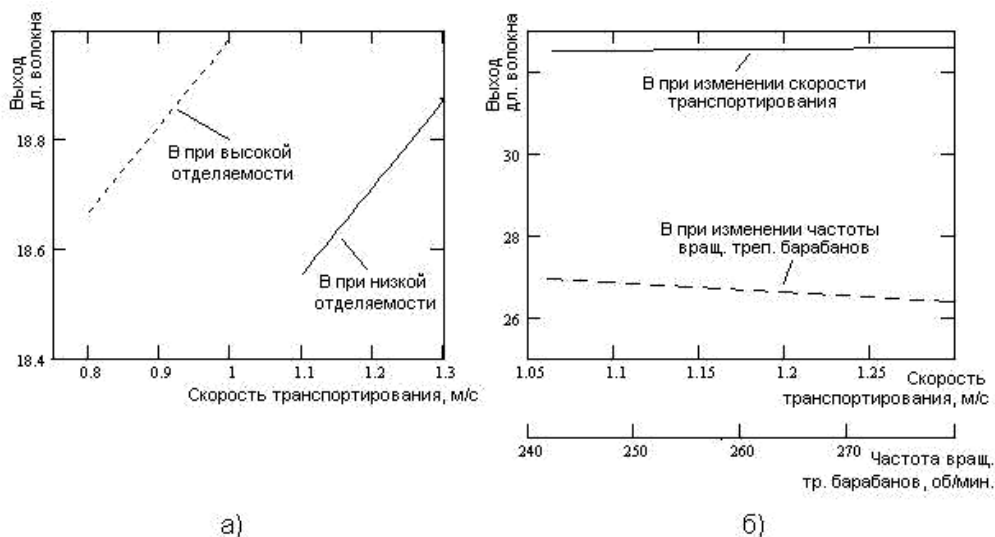 Выход
дл. волокна
18.8
18.6
18.4
В при высокой
отделяемости
В при низкой
отделяемости
0.8 0.9 1 1.1 1.2 1.3
Скорость транспортирования, м/с
а)
Выход
дл. волокна
30
28
26
25
В при изменении скорости
транспортирования
В при изменении частоты
вращ. треп. барабанов
1.05 1.1 1.15 1.2 1.25
Скорость
транспортирования, м/с
240 250 260 270
Частота вращ.
тр. барабанов, об/мин.
б)